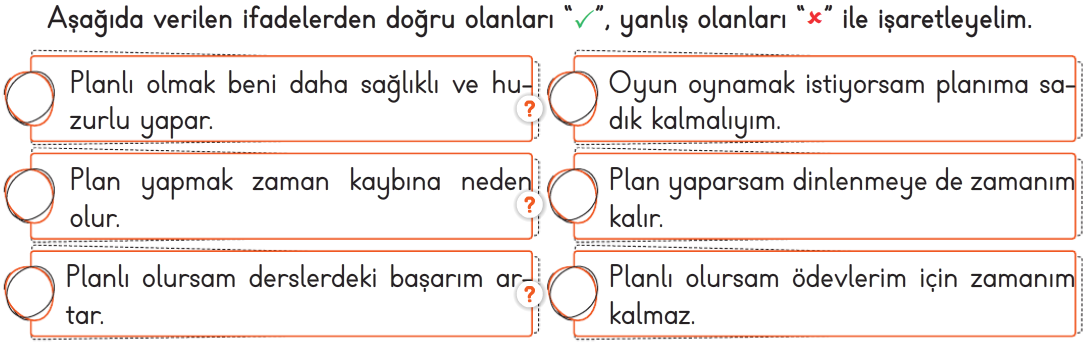 Aşağıda verilen ifadelerden doğru olanları “✓”, yanlış olanları “✗” ile işaretleyelim.
Planlı olmak beni daha sağlıklı ve hu-
zurlu yapar.
?
Oyun oynamak istiyorsam planıma sa-
dık kalmalıyım.
Plan yapmak zaman kaybına neden
olur.
?
Plan yaparsam dinlenmeye de zamanım
kalır.
Planlı olursam derslerdeki başarım ar-
tar.
?
Planlı olursam ödevlerim için zamanım
kalmaz.